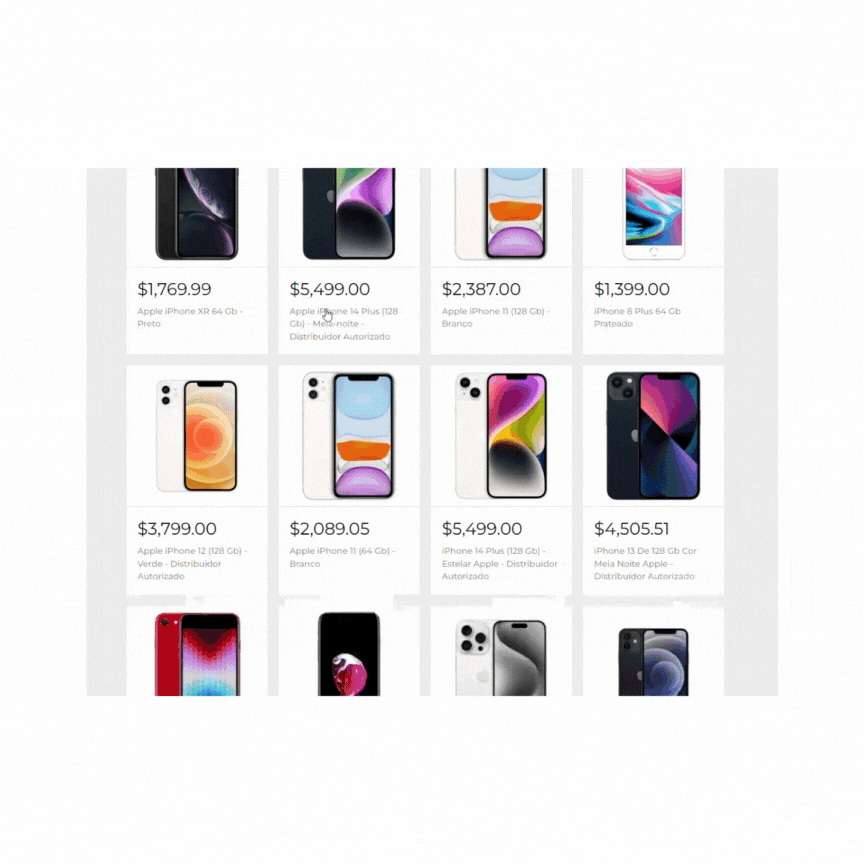 $1,769.99
Apple iPhone XR 64 Gb -
Preto
$5,499.00
Apple iPhone 14 Plus (128
Gb) - Meia-noite -
Distribuidor Autorizado
$2,387.00
Apple iPhone 11 (128 Gb) -
Branco
$1,399.00
iPhone 8 Plus 64 Gb
Prateado
$3,799.00
Apple iPhone 12 (128 Gb) -
Verde - Distribuidor
Autorizado
$2,089.05
Apple iPhone 11 (64 Gb) -
Branco
$5,499.00
iPhone 14 Plus (128 Gb) -
Estelar Apple - Distribuidor
Autorizado
$4,505.51
iPhone 13 De 128 Gb Cor
Meia Noite Apple -
Distribuidor Autorizado